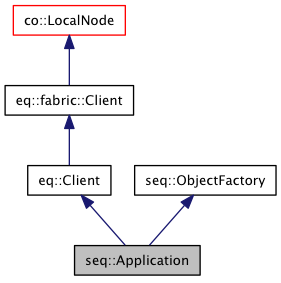 co::LocalNode
eq::fabric::Client
eq::Client
seq::ObjectFactory
seq::Application